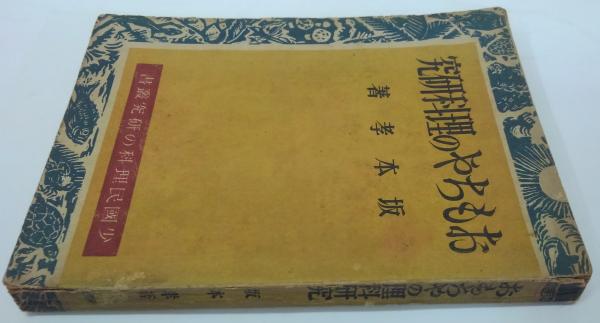 おもちやの理科研究
坂本孝著
少國民理科の研究叢書
おもちやの理科研究
坂本孝著